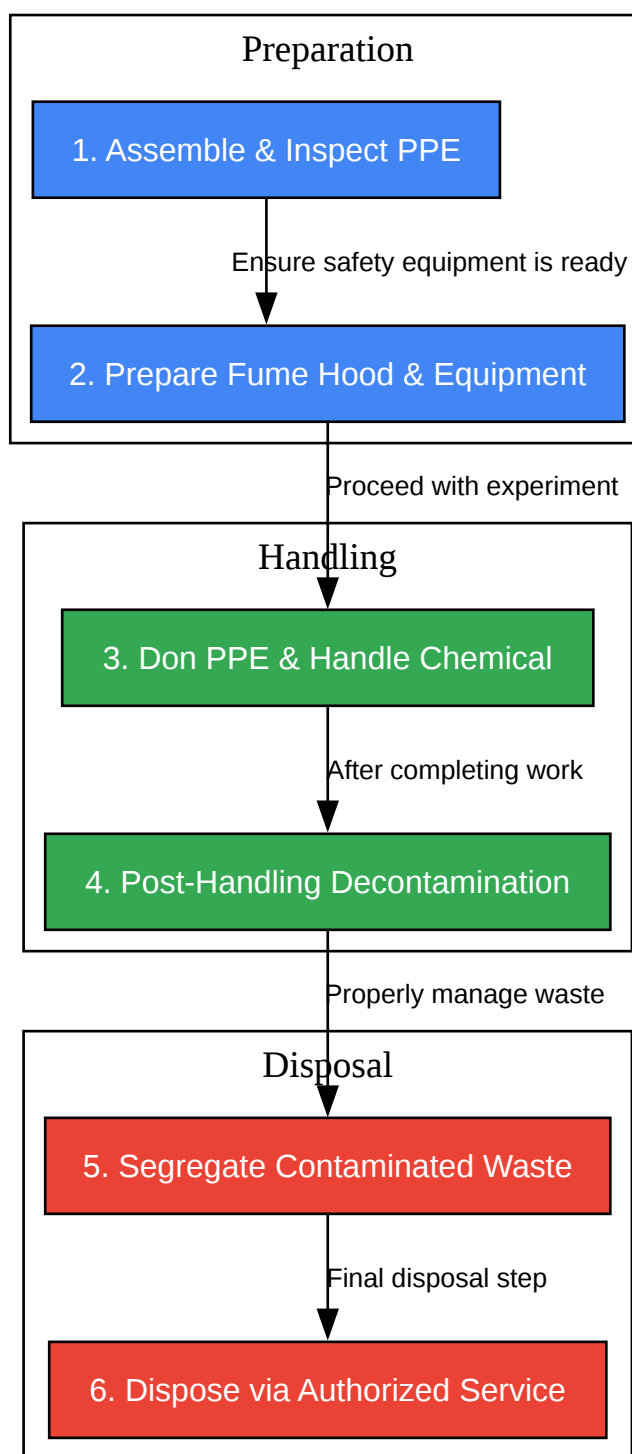 Preparation
1. Assemble & Inspect PPE
Ensure safety equipment is ready
2. Prepare Fume Hood & Equipment
Proceed with experiment
Handling
3. Don PPE & Handle Chemical
After completing work
4. Post-Handling Decontamination
Properly manage waste
Disposal
5. Segregate Contaminated Waste
Final disposal step
6. Dispose via Authorized Service